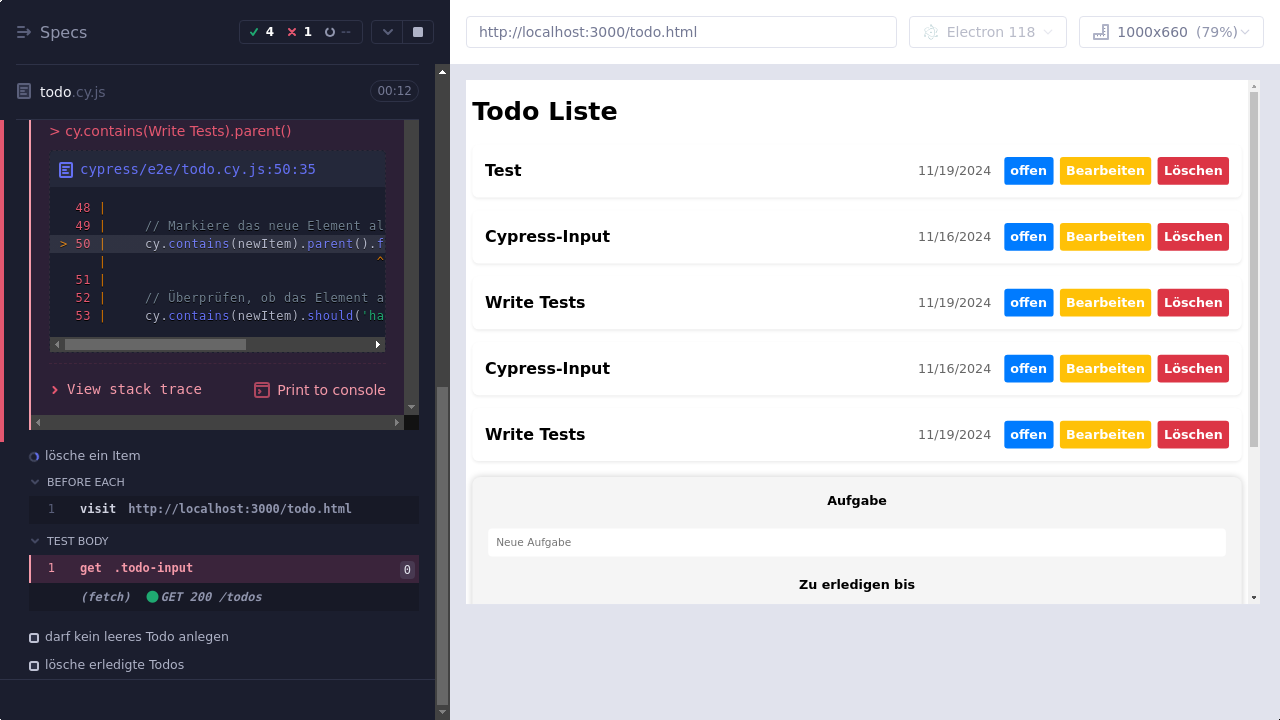 Specs
4
1
--
http://localhost:3000/todo.html
Electron 118
1000x660 (79%)
todo.cy.js
00:12
> cy.contains(Write Tests).parent()
cypress/e2e/todo.cy.js:50:35
48 |
49 | // Markiere das neue Element al
> 50 | cy.contains(newItem).parent().f
| ^
51 |
52 | // Überprüfen, ob das Element a
53 | cy.contains(newItem).should('ha
View stack trace
Print to console
lösche ein Item
BEFORE EACH
1 visit http://localhost:3000/todo.html
TEST BODY
1 get .todo-input 0
(fetch) GET 200 /todos
darf kein leeres Todo anlegen
lösche erledigte Todos
Todo Liste
Test 11/19/2024 offen Bearbeiten Löschen
Cypress-Input 11/16/2024 offen Bearbeiten Löschen
Write Tests 11/19/2024 offen Bearbeiten Löschen
Cypress-Input 11/16/2024 offen Bearbeiten Löschen
Write Tests 11/19/2024 offen Bearbeiten Löschen
Aufgabe
Neue Aufgabe
Zu erledigen bis